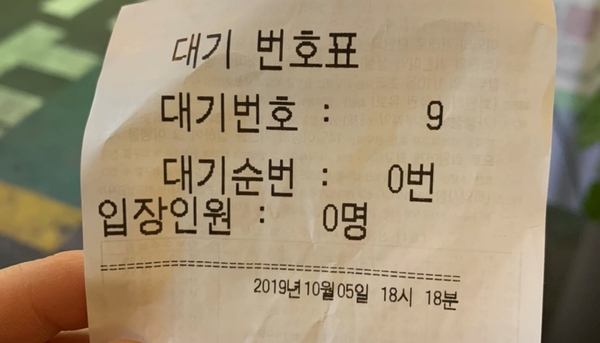 대기 번호표
대기번호 : 9
대기순번 : 0번
입장인원 : 0명
==================================================
2019년10월05일 18시 18분